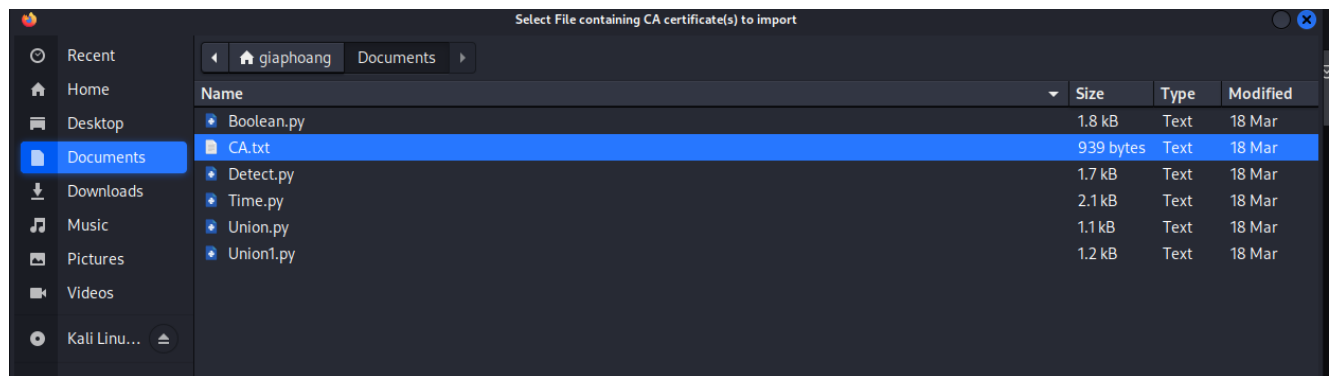 Select File containing CA certificate(s) to import
Recent
Home
Desktop
Documents
Downloads
Music
Pictures
Videos
Kali Linu...
giaphoang Documents
Name Size Type Modified
Boolean.py 1.8 kB Text 18 Mar
CA.txt 939 bytes Text 18 Mar
Detect.py 1.7 kB Text 18 Mar
Time.py 2.1 kB Text 18 Mar
Union.py 1.1 kB Text 18 Mar
Union1.py 1.2 kB Text 18 Mar